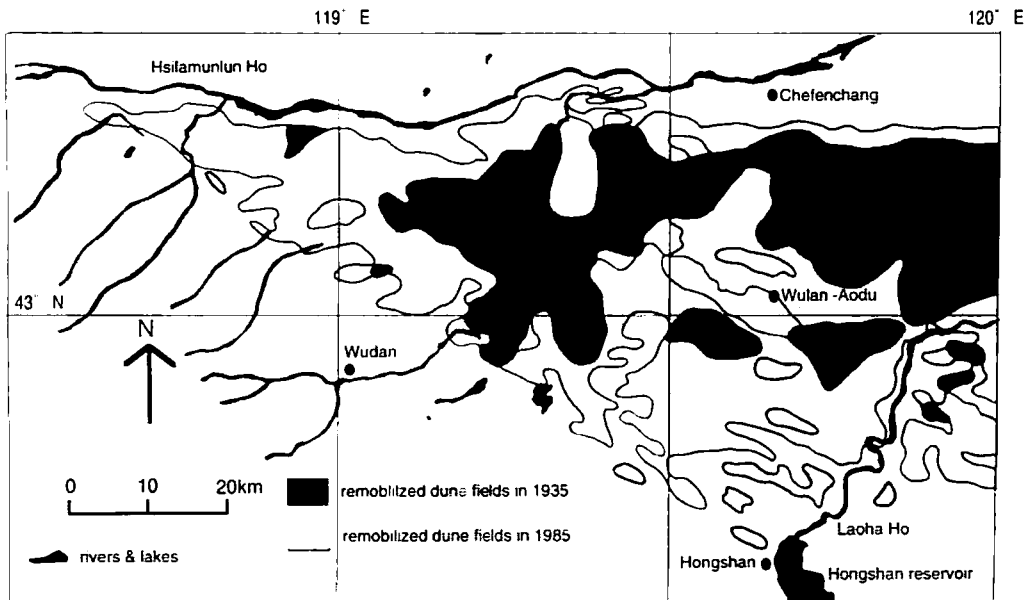 119° E
120° E
Hsilamunlun Ho
Chefenchang
43° N
Wulan -Aodu
N
Wudan
0 10 20km
remobilized dune fields in 1935
remobilized dune fields in 1985
rivers & lakes
Laoha Ho
Hongshan
Hongshan reservoir